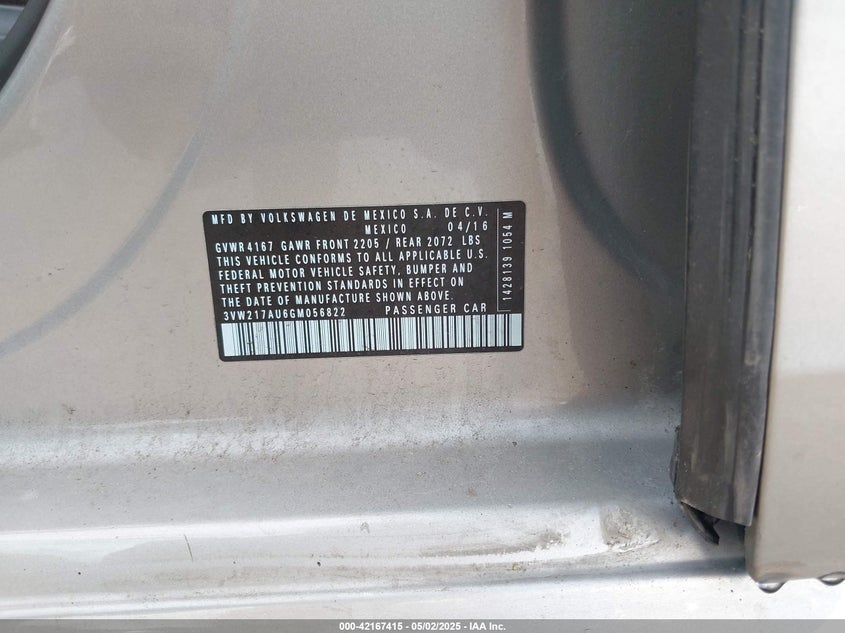 MFD BY VOLKSWAGEN DE MEXICO S.A. DE C.V.
MEXICO 04/16
GVWR 4167 GAWR FRONT 2205 / REAR 2072 LBS
THIS VEHICLE CONFORMS TO ALL APPLICABLE U.S.
FEDERAL MOTOR VEHICLE SAFETY, BUMPER AND
THEFT PREVENTION STANDARDS IN EFFECT ON
THE DATE OF MANUFACTURE SHOWN ABOVE.
3VW217AU6GM056822 PASSENGER CAR
1428139 1054 M
000-42167415 - 05/02/2025 - IAA Inc.